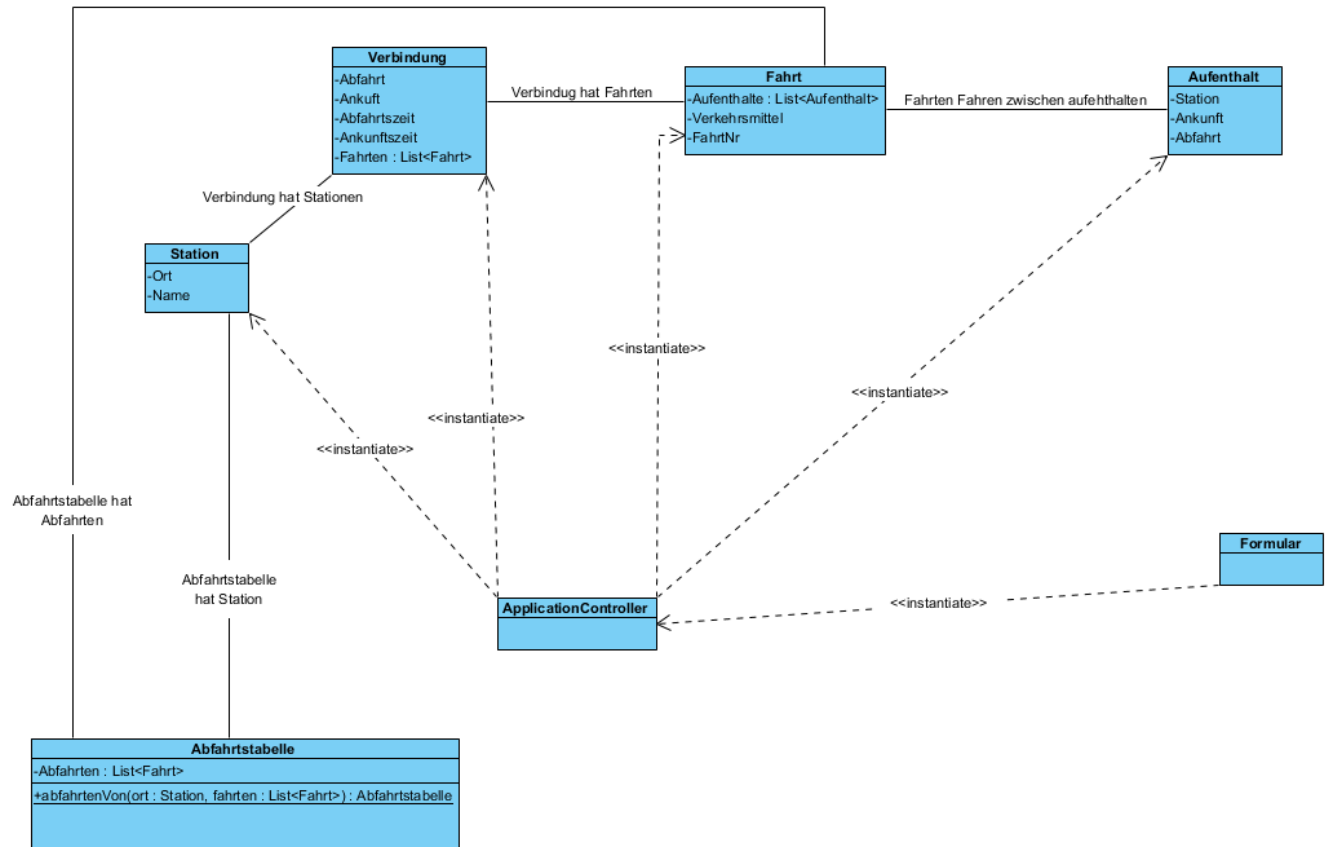 Verbindung
-Abfahrt
-Ankuft
-Abfahrtszeit
-Ankunftszeit
-Fahrten : List<Fahrt>
Verbindug hat Fahrten
Fahrt
-Aufenthalte : List<Aufenthalt>
-Verkehrsmittel
-FahrtNr
Fahrten Fahren zwischen aufehthalten
Aufenthalt
-Station
-Ankunft
-Abfahrt
Verbindung hat Stationen
Station
-Ort
-Name
<<instantiate>>
<<instantiate>>
<<instantiate>>
<<instantiate>>
Abfahrtstabelle hat
Abfahrten
Abfahrtstabelle
hat Station
Formular
<<instantiate>>
ApplicationController
Abfahrtstabelle
-Abfahrten : List<Fahrt>
+abfahrtenVon(ort : Station, fahrten : List<Fahrt>) : Abfahrtstabelle